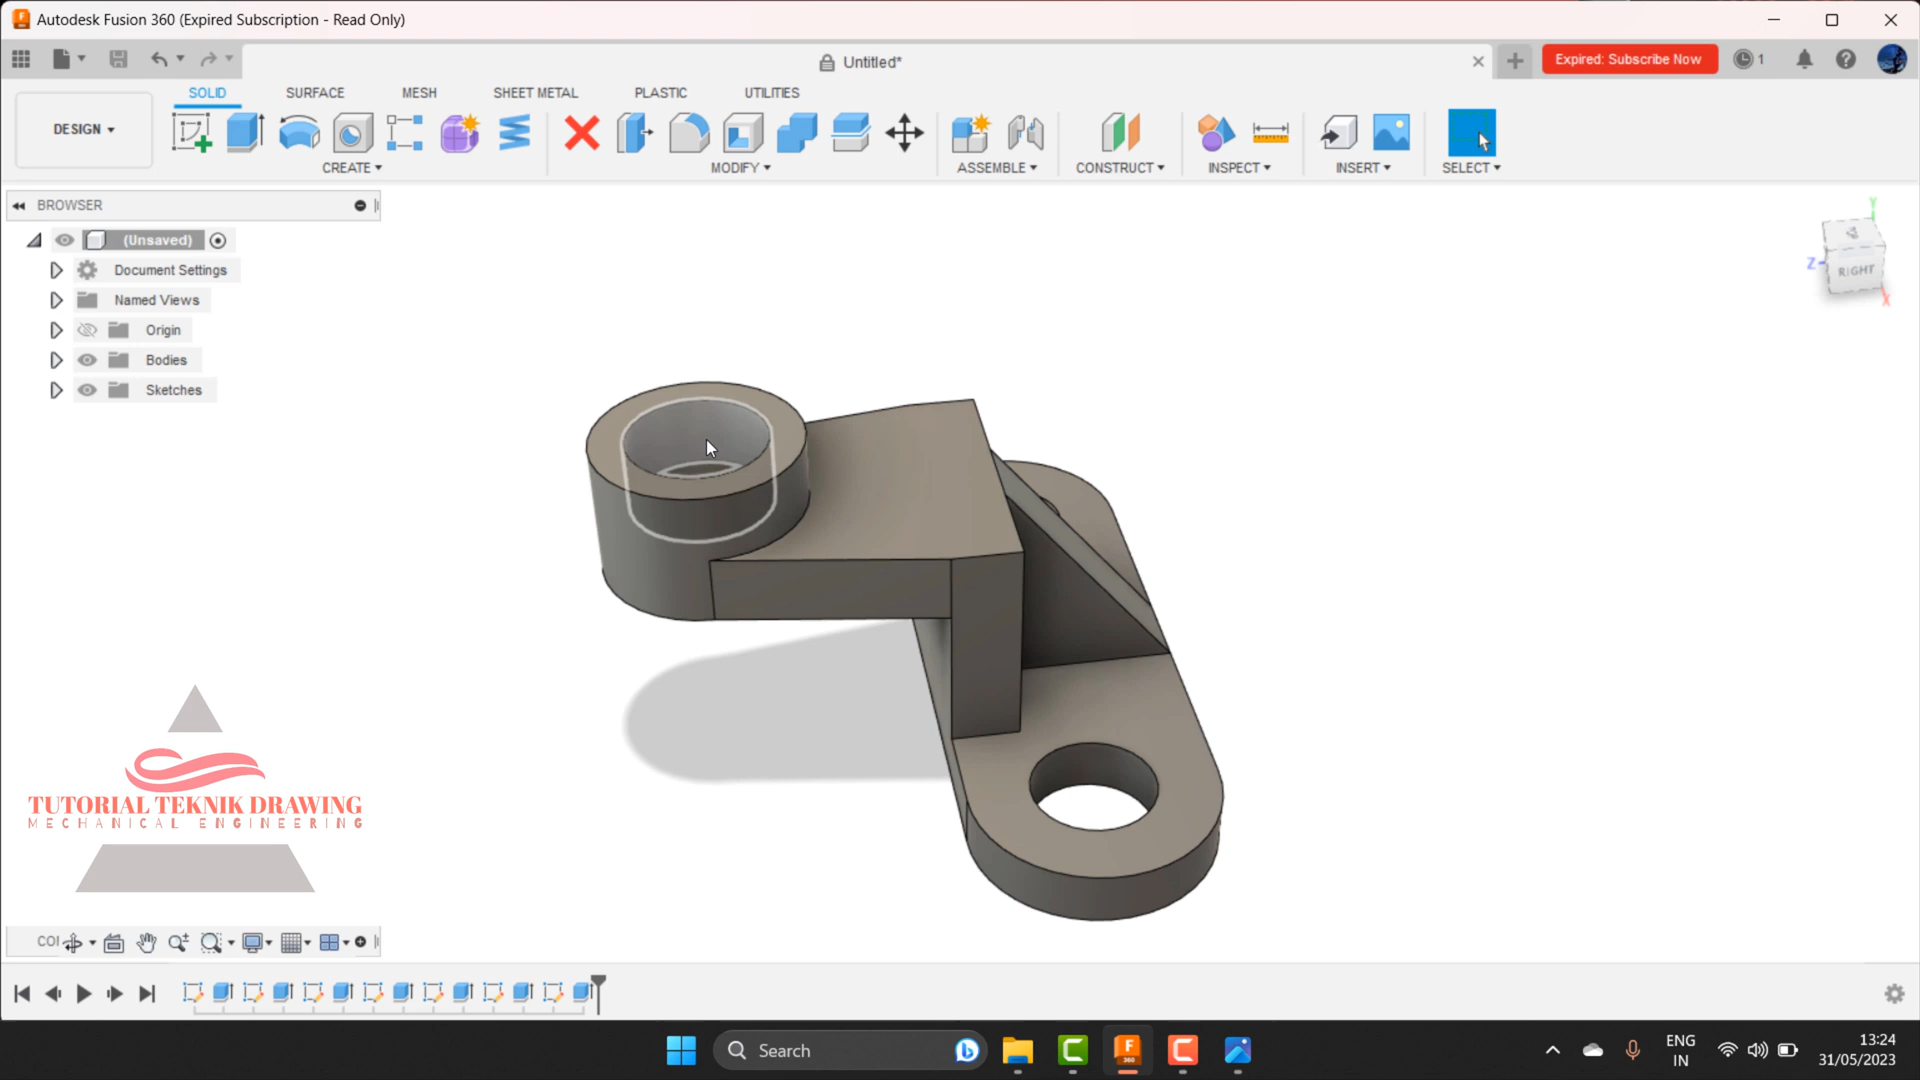 Autodesk Fusion 360 (Expired Subscription - Read Only)
Untitled*
Expired: Subscribe Now
1
SOLID SURFACE MESH SHEET METAL PLASTIC UTILITIES
DESIGN
CREATE MODIFY ASSEMBLE CONSTRUCT INSPECT INSERT SELECT
BROWSER
(Unsaved)
Document Settings
Named Views
Origin
Bodies
Sketches
Y
Z
RIGHT
X
TUTORIAL TEKNIK DRAWING
MECHANICAL ENGINEERING
Search
F
360
ENG
IN
13:24
31/05/2023